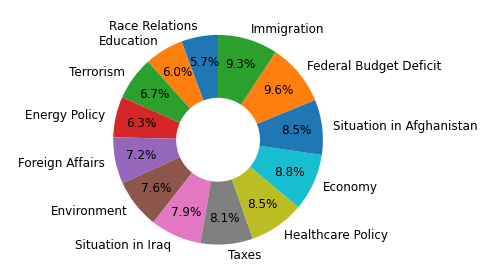 Race Relations
Immigration
Education
5.7%
9.3%
Federal Budget Deficit
Terrorism
6.0%
9.6%
6.7%
Energy Policy
6.3%
8.5%
Situation in Afghanistan
Foreign Affairs
7.2%
8.8%
Economy
7.6%
Environment
7.9%
8.1%
8.5%
Healthcare Policy
Situation in Iraq
Taxes